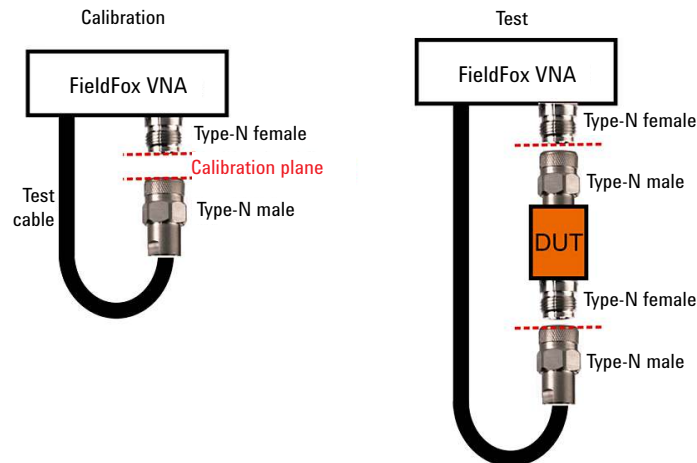 Calibration
FieldFox VNA
Type-N female
Calibration plane
Test
cable
Type-N male
Test
FieldFox VNA
Type-N female
Type-N male
DUT
Type-N female
Type-N male